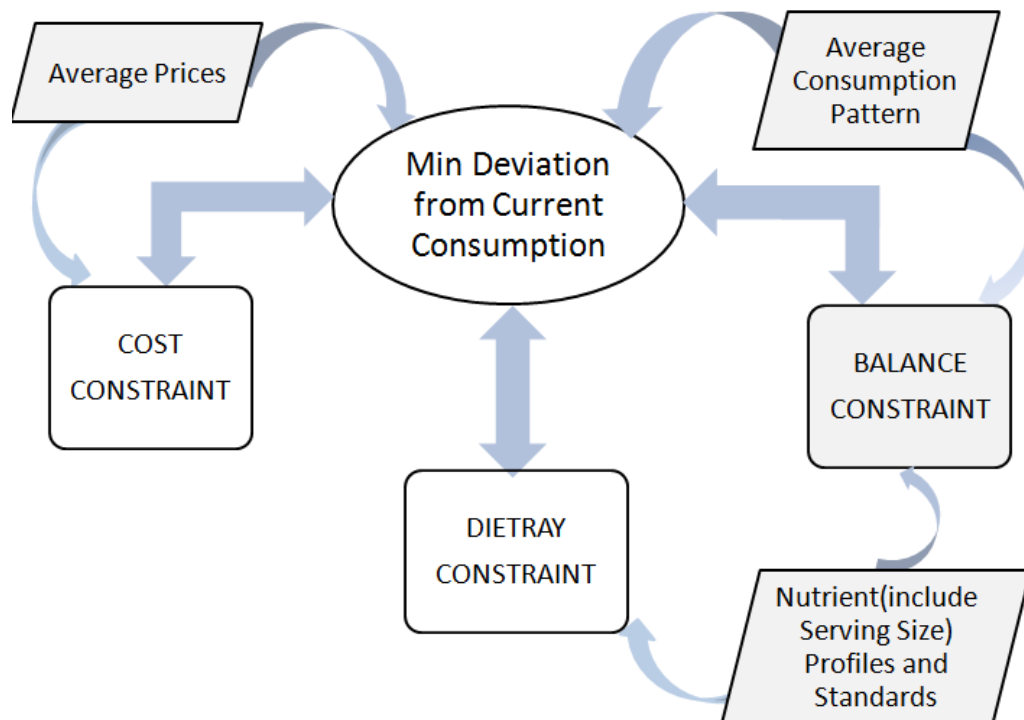 Average Prices
Average
Consumption
Pattern
Min Deviation
from Current
Consumption
COST
CONSTRAINT
BALANCE
CONSTRAINT
DIETRAY
CONSTRAINT
Nutrient(include
Serving Size)
Profiles and
Standards